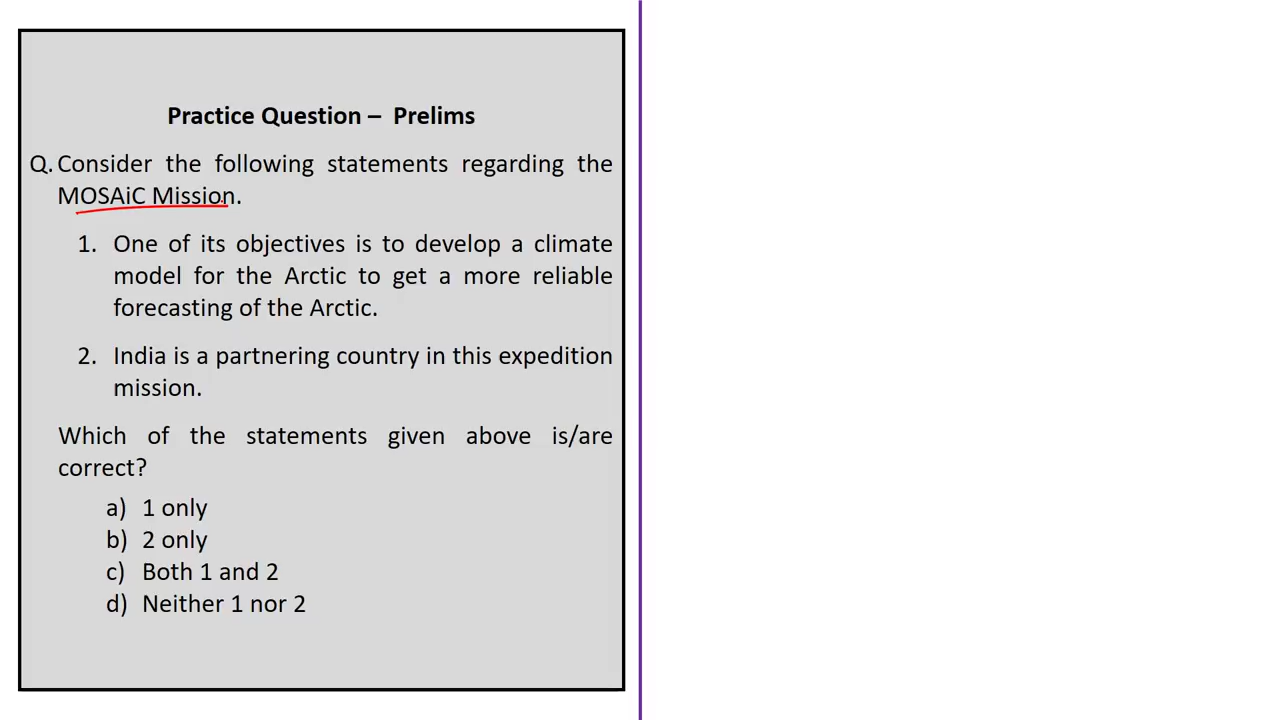 Practice Question – Prelims
Q. Consider the following statements regarding the
MOSAiC Mission.
1. One of its objectives is to develop a climate
model for the Arctic to get a more reliable
forecasting of the Arctic.
2. India is a partnering country in this expedition
mission.
Which of the statements given above is/are
correct?
a) 1 only
b) 2 only
c) Both 1 and 2
d) Neither 1 nor 2